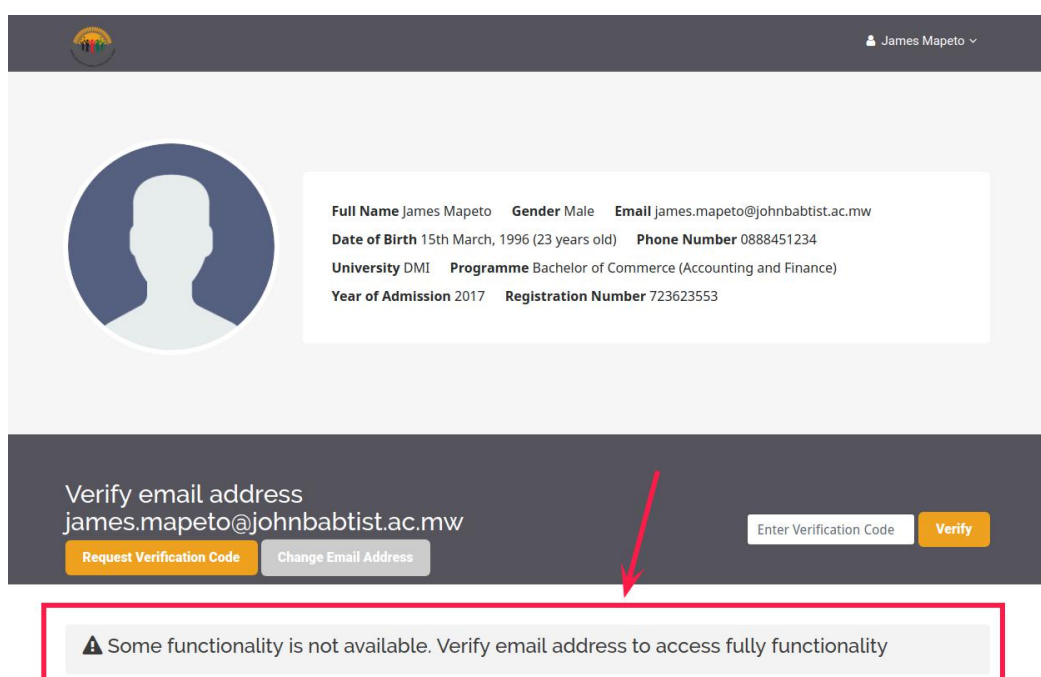 James Mapeto
Full Name James Mapeto Gender Male Email james.mapeto@johnbabtist.ac.mw
Date of Birth 15th March, 1996 (23 years old) Phone Number 0888451234
University DMI Programme Bachelor of Commerce (Accounting and Finance)
Year of Admission 2017 Registration Number 723623553
Verify email address
james.mapeto@johnbabtist.ac.mw
Enter Verification Code Verify
Request Verification Code Change Email Address
Some functionality is not available. Verify email address to access fully functionality